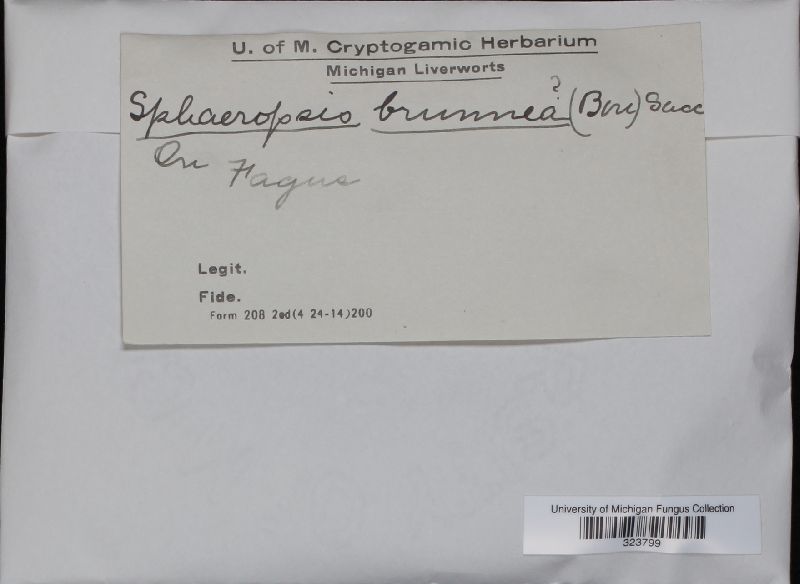 U. of M. Cryptogamic Herbarium
Michigan Liverworts
Sphaeropsis brunnea? (Bon) Sacc
On Fagus
Legit.
Fide.
Form 208 2ed(4 24-14)200
University of Michigan Fungus Collection
323799